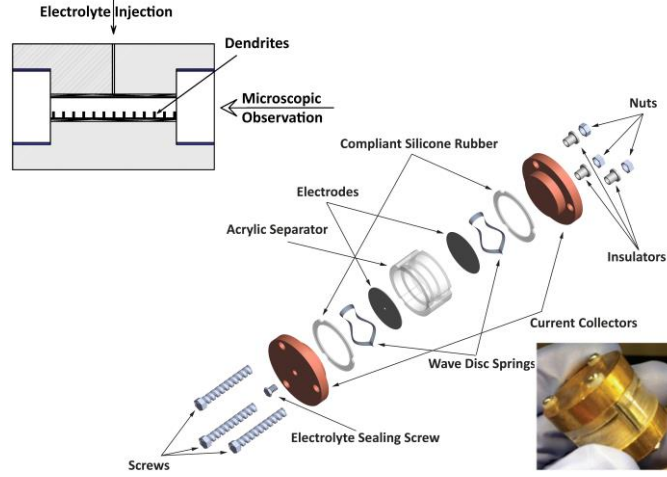 Electrolyte Injection
Dendrites
Microscopic
Observation
Nuts
Compliant Silicone Rubber
Electrodes
Acrylic Separator
Insulators
Current Collectors
Wave Disc Springs
Electrolyte Sealing Screw
Screws